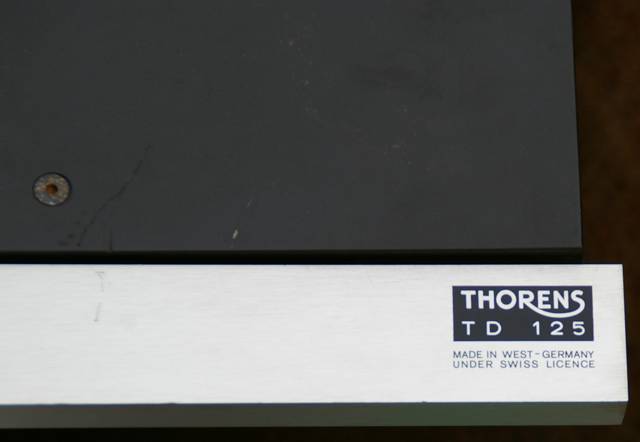 THORENS
TD 125
MADE IN WEST-GERMANY
UNDER SWISS LICENCE